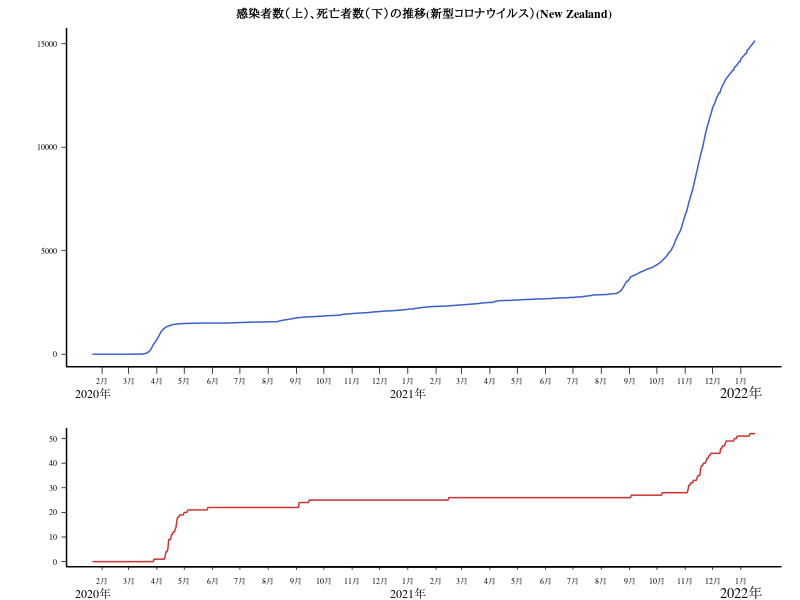 感染者数（上）、死亡者数（下）の推移(新型コロナウイルス）(New Zealand)
15000
10000
5000
0
2月 3月 4月 5月 6月 7月 8月 9月 10月 11月 12月 1月 2月 3月 4月 5月 6月 7月 8月 9月 10月 11月 12月 1月
2020年 2021年 2022年
50
40
30
20
10
0
2月 3月 4月 5月 6月 7月 8月 9月 10月 11月 12月 1月 2月 3月 4月 5月 6月 7月 8月 9月 10月 11月 12月 1月
2020年 2021年 2022年